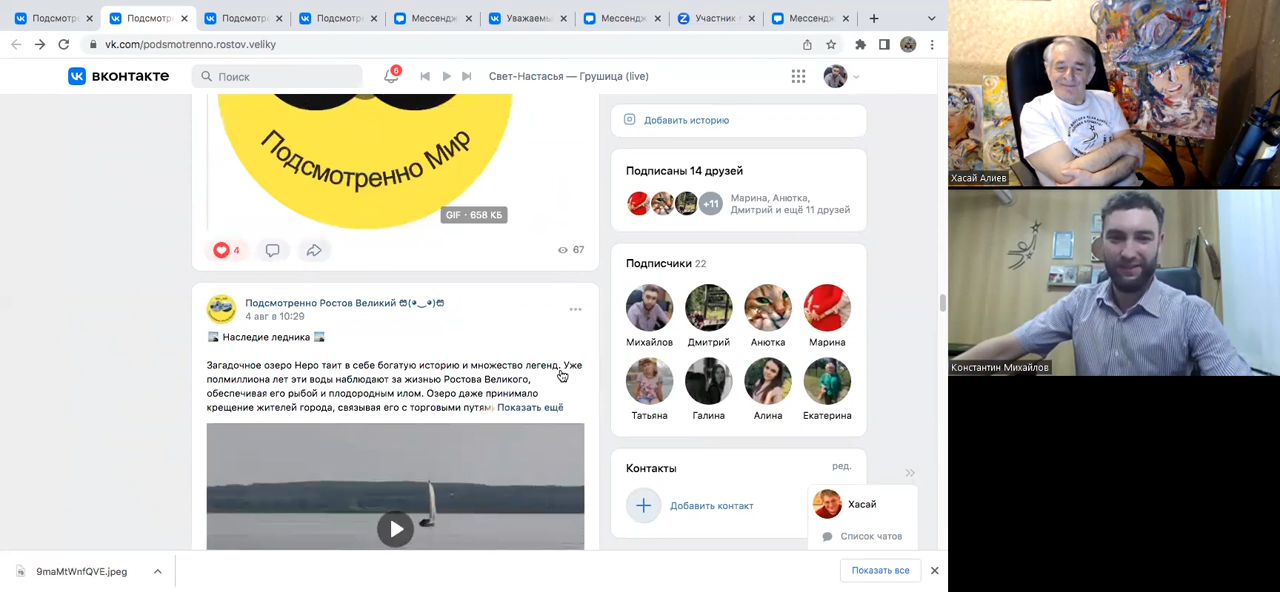 Подсмотр
Подсмотр
Подсмотр
Подсмотр
Мессендж
Уважаемы
Мессендж
Участник
Мессендж
vk.com/podsmotrenno.rostov.veliky
ВКОНТАКТЕ
Поиск
6
Свет-Настасья — Грушица (live)
Подсмотренно Мир
GIF · 658 КБ
4
67
Подсмотренно Ростов Великий
4 авг в 10:29
Наследие ледника
Загадочное озеро Неро таит в себе богатую историю и множество легенд. Уже
полмиллиона лет эти воды наблюдают за жизнью Ростова Великого,
обеспечивая его рыбой и плодородным илом. Озеро даже принимало
крещение жителей города, связывая его с торговыми путям Показать ещё
Добавить историю
Подписаны 14 друзей
+11
Марина, Анютка,
Дмитрий и ещё 11 друзей
Подписчики 22
Михайлов Дмитрий Анютка Марина
Татьяна Галина Алина Екатерина
Контакты
ред.
Добавить контакт
Хасай
Список чатов
9maMtWnfQVE.jpeg
Показать все
Хасай Алиев
Константин Михайлов